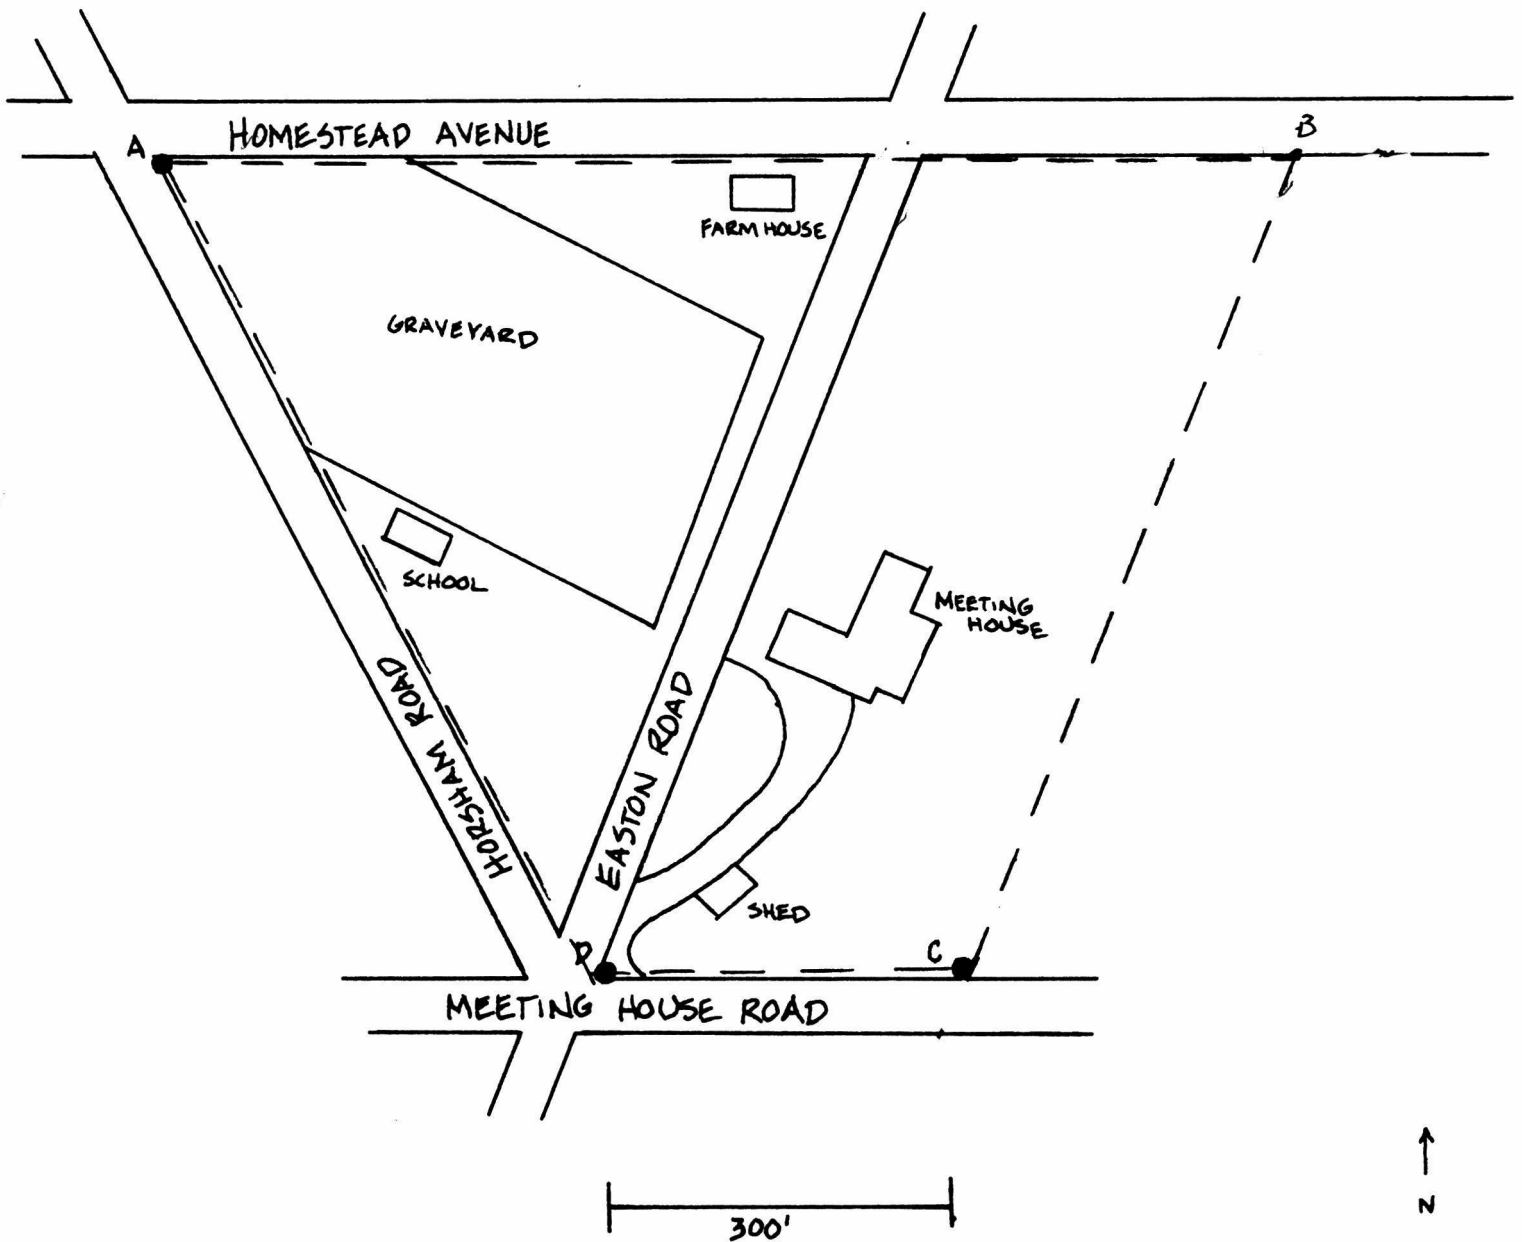 A
HOMESTEAD AVENUE
B
FARM HOUSE
GRAVEYARD
SCHOOL
MEETING
HOUSE
HORSHAM ROAD
EASTON ROAD
SHED
D
C
MEETING HOUSE ROAD
300'
N